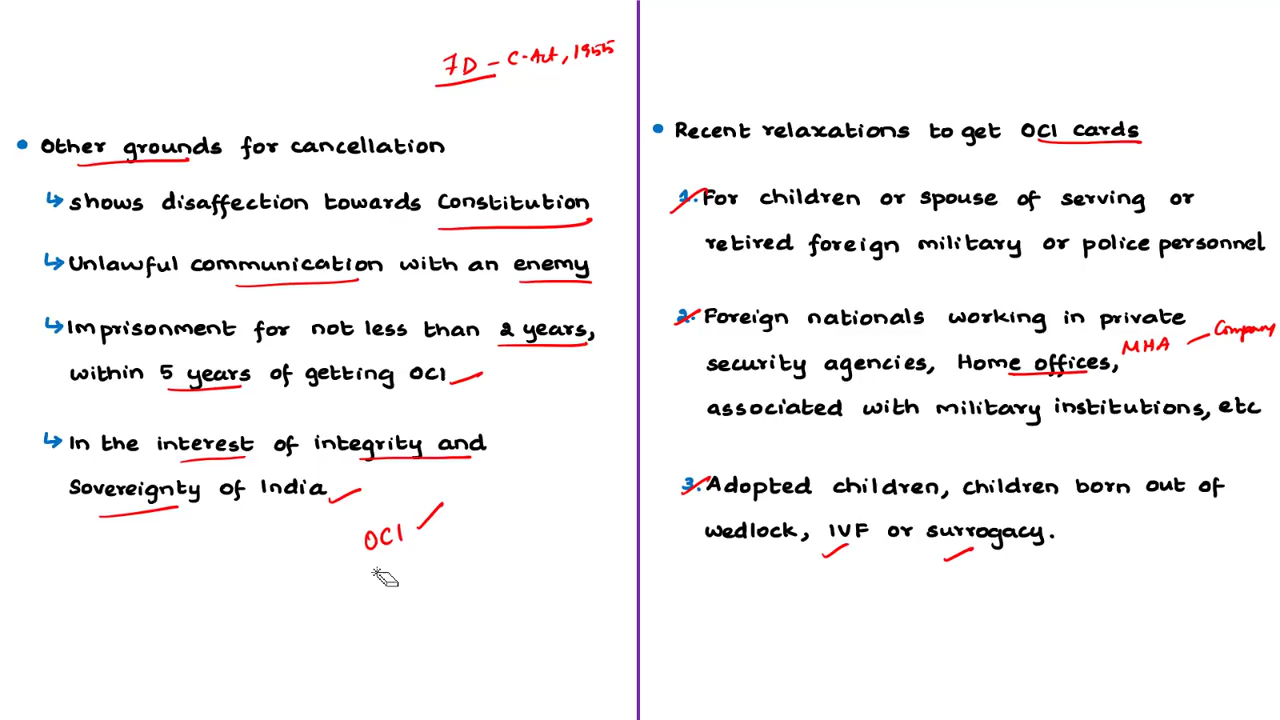 7D - C-Act, 1955
• Other grounds for cancellation
↳ shows disaffection towards Constitution
↳ Unlawful communication with an enemy
↳ Imprisonment for not less than 2 years,
within 5 years of getting OCI
↳ In the interest of integrity and
Sovereignty of India
OCI
• Recent relaxations to get OCI cards
1. For children or spouse of serving or
retired foreign military or police personnel
2. Foreign nationals working in private
security agencies, Home offices,
MHA - Company
associated with military institutions, etc
3. Adopted children, children born out of
wedlock, IVF or surrogacy.